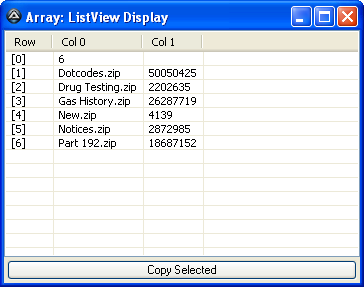 Array: ListView Display
Row Col 0 Col 1
[0] 6
[1] Dotcodes.zip 50050425
[2] Drug Testing.zip 2202635
[3] Gas History.zip 26287719
[4] New.zip 4139
[5] Notices.zip 2872985
[6] Part 192.zip 18687152
Copy Selected